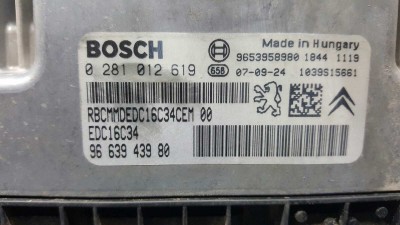 BOSCH
Made in Hungary
9653958980 1844 1119
0 281 012 619
658
07-09-24
1039S15661
RBCMMDEDC16C34CEM 00
EDC16C34
96 639 439 80